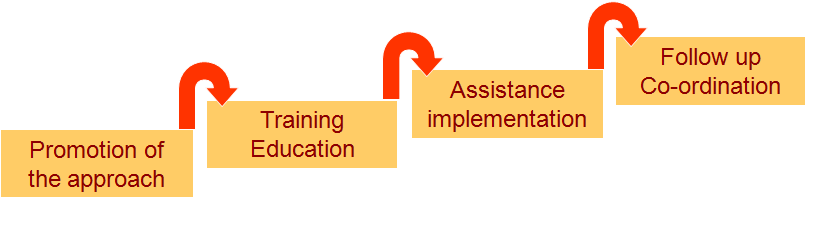 Promotion of
the approach
Training
Education
Assistance
implementation
Follow up
Co-ordination